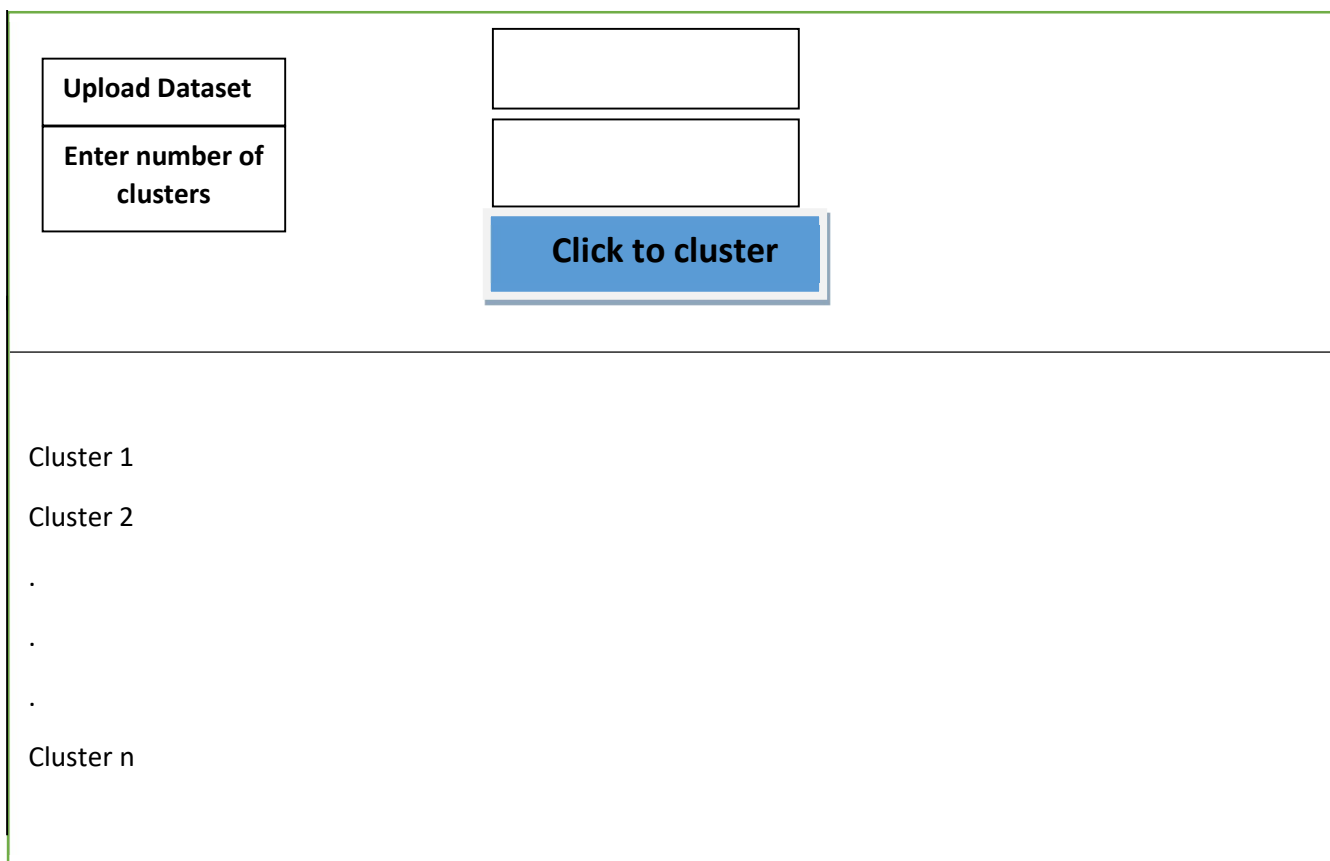 Upload Dataset
Enter number of
clusters
Click to cluster
Cluster 1
Cluster 2
.
.
.
Cluster n